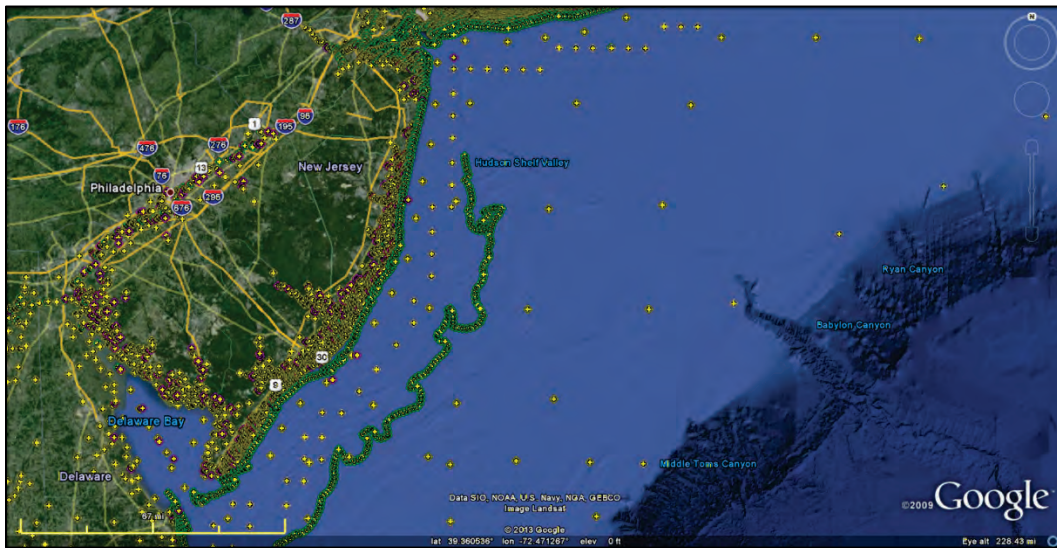 287
176
476
276
1
195
95
13
New Jersey
Hudson Shelf Valley
76
Philadelphia
295
676
Ryan Canyon
Babylon Canyon
30
9
Delaware Bay
Middle Toms Canyon
Delaware
Data SIO, NOAA, U.S. Navy, NGA, GEBCO
Image Landsat
©2009 Google
67 mi
© 2013 Google
lat 39.360536° lon -72.471267° elev 0 ft
Eye alt 228.43 mi
N